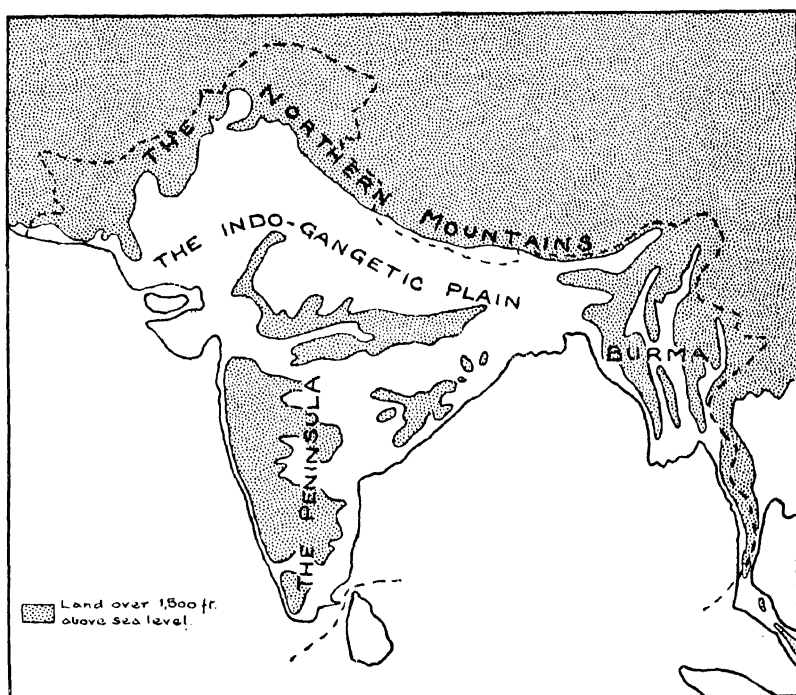 THE NORTHERN MOUNTAINS
THE INDO-GANGETIC PLAIN
BURMA
THE PENINSULA
Land over 1,500 ft.
above sea level.